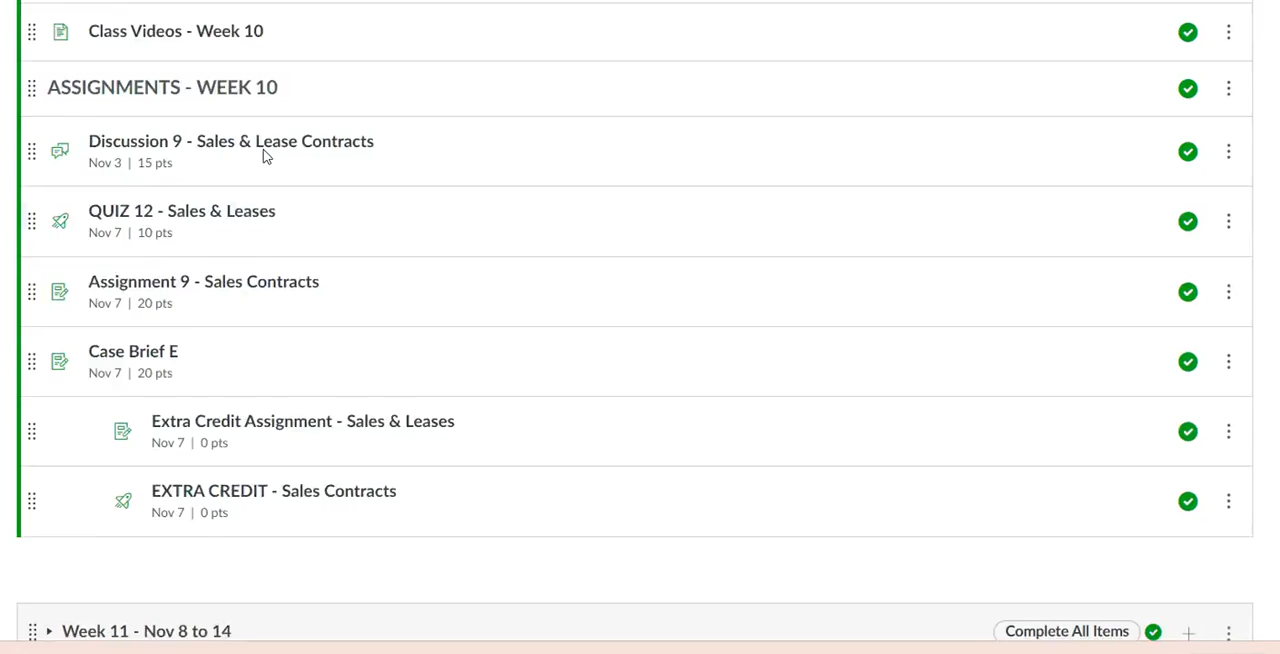 Class Videos - Week 10
ASSIGNMENTS - WEEK 10
Discussion 9 - Sales & Lease Contracts
Nov 3 | 15 pts
QUIZ 12 - Sales & Leases
Nov 7 | 10 pts
Assignment 9 - Sales Contracts
Nov 7 | 20 pts
Case Brief E
Nov 7 | 20 pts
Extra Credit Assignment - Sales & Leases
Nov 7 | 0 pts
EXTRA CREDIT - Sales Contracts
Nov 7 | 0 pts
Week 11 - Nov 8 to 14 Complete All Items